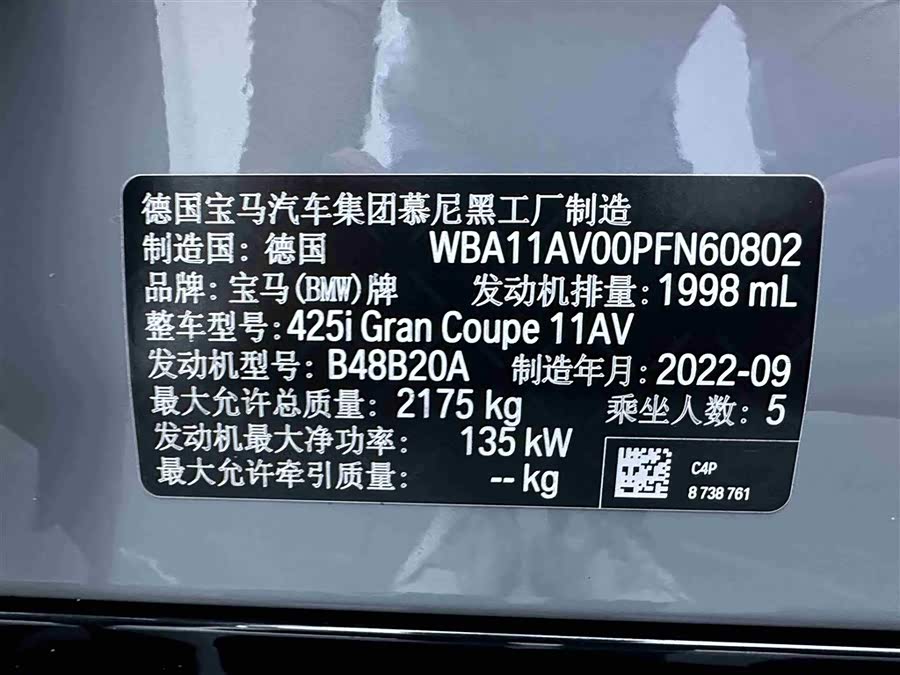 德国宝马汽车集团慕尼黑工厂制造
制造国：德国 WBA11AV00PFN60802
品牌：宝马(BMW)牌 发动机排量：1998 mL
整车型号：425i Gran Coupe 11AV
发动机型号：B48B20A 制造年月：2022-09
最大允许总质量：2175 kg 乘坐人数：5
发动机最大净功率：135 kW
最大允许牵引质量：-- kg
C4P
8 738 761